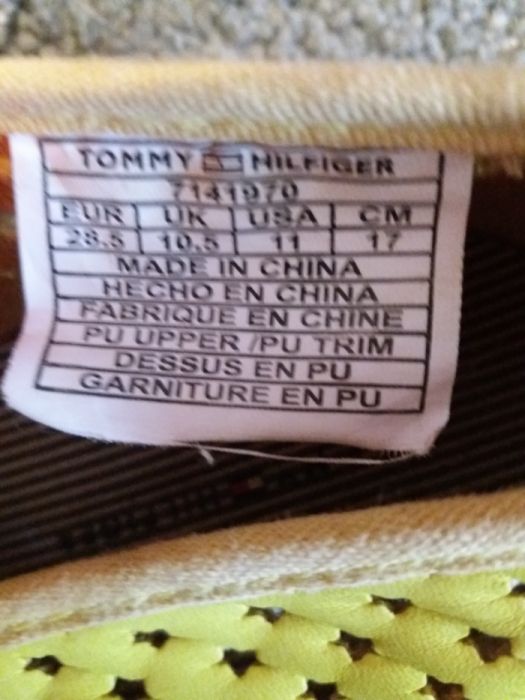 TOMMY HILFIGER
7141970
EUR UK USA CM
28.5 10.5 11 17
MADE IN CHINA
HECHO EN CHINA
FABRIQUE EN CHINE
PU UPPER /PU TRIM
DESSUS EN PU
GARNITURE EN PU